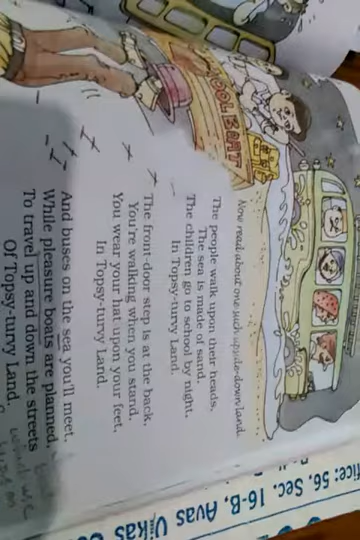 OOL BOAT
Now read about one such upside-down land.
The people walk upon their heads,
The sea is made of sand,
The children go to school by night,
In Topsy-turvy Land.
The front-door step is at the back,
You're walking when you stand,
You wear your hat upon your feet,
In Topsy-turvy Land.
And buses on the sea you'll meet,
While pleasure boats are planned,
To travel up and down the streets
Of Topsy-turvy Land.
fice: 56, Sec. 16-B, Avas Vikas